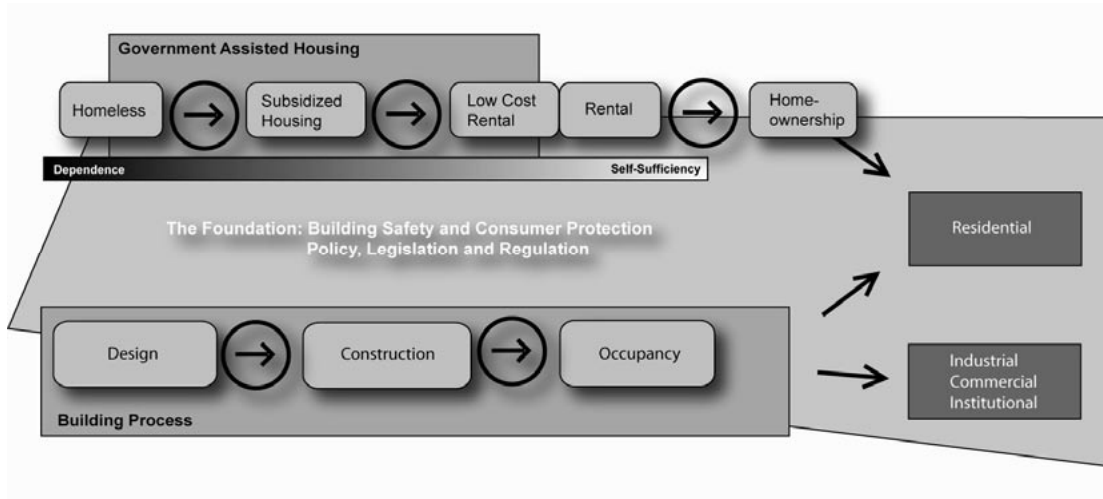 Government Assisted Housing
Homeless
Subsidized
Housing
Low Cost
Rental
Rental
Home-
ownership
Dependence
Self-Sufficiency
The Foundation: Building Safety and Consumer Protection
Policy, Legislation and Regulation
Residential
Design
Construction
Occupancy
Industrial
Commercial
Institutional
Building Process